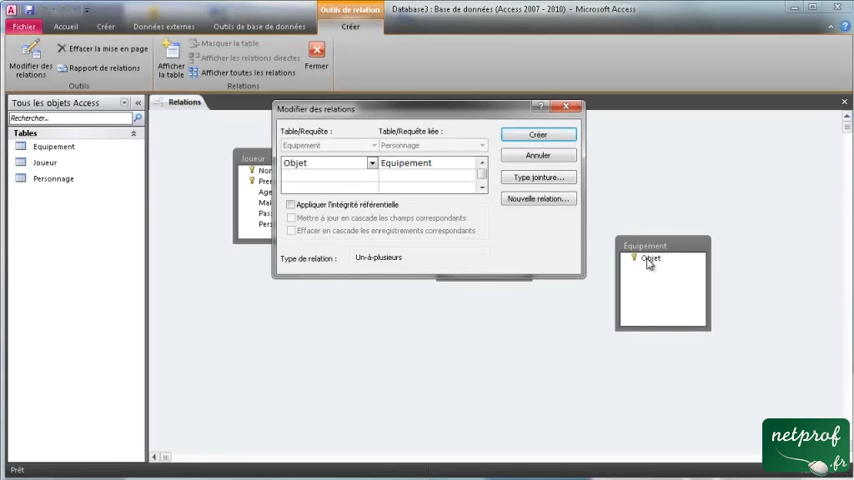 Outils de relation
Database3 : Base de données (Access 2007 - 2010) - Microsoft Access
Fichier
Accueil
Créer
Données externes
Outils de base de données
Créer
Modifier des relations
Effacer la mise en page
Rapport de relations
Outils
Afficher la table
Masquer la table
Afficher les relations directes
Afficher toutes les relations
Relations
Fermer
Tous les objets Access
Rechercher...
Tables
Equipement
Joueur
Personnage
Relations
Joueur
Age
Modifier des relations
Table/Requête :
Table/Requête liée :
Equipement
Personnage
Objet
Equipement
Appliquer l'intégrité référentielle
Mettre à jour en cascade les champs correspondants
Effacer en cascade les enregistrements correspondants
Type de relation :
Un-à-plusieurs
Créer
Annuler
Type jointure...
Nouvelle relation...
Equipement
Objet
Prêt
netprof
.fr